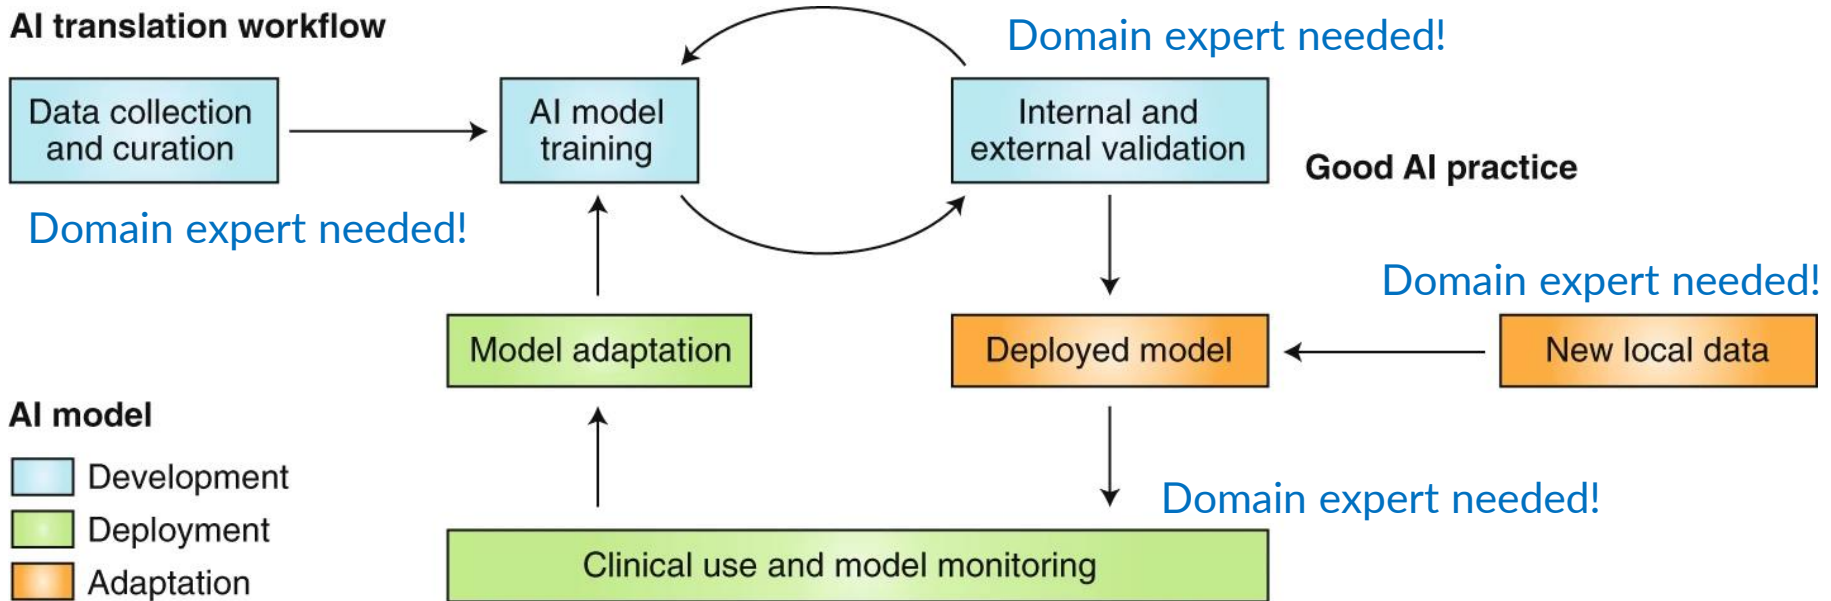 AI translation workflow
Domain expert needed!
Data collection
and curation
AI model
training
Internal and
external validation
Good AI practice
Domain expert needed!
Domain expert needed!
Model adaptation
Deployed model
New local data
AI model
Development
Deployment
Adaptation
Domain expert needed!
Clinical use and model monitoring